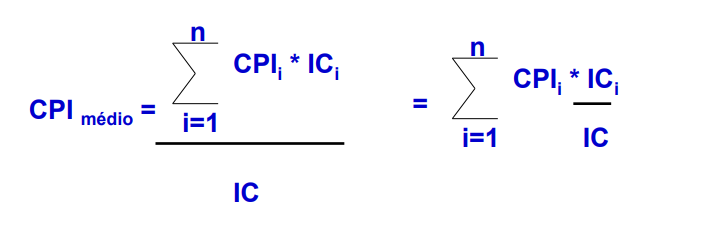 n
∑ CPIi * ICi
i=1
CPI médio =
IC
n
= ∑ CPIi * ICi
i=1
IC